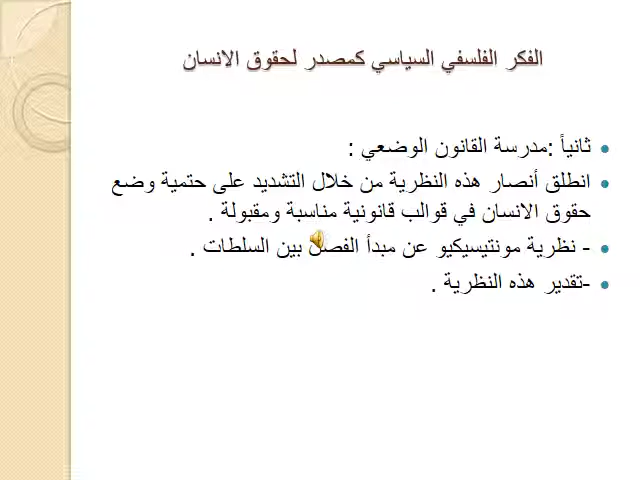 الفكر الفلسفي السياسي كمصدر لحقوق الانسان
ثانياً :مدرسة القانون الوضعي :
انطلق أنصار هذه النظرية من خلال التشديد على حتمية وضع
حقوق الانسان في قوالب قانونية مناسبة ومقبولة .
- نظرية مونتيسيكيو عن مبدأ الفصل بين السلطات .
-تقدير هذه النظرية .